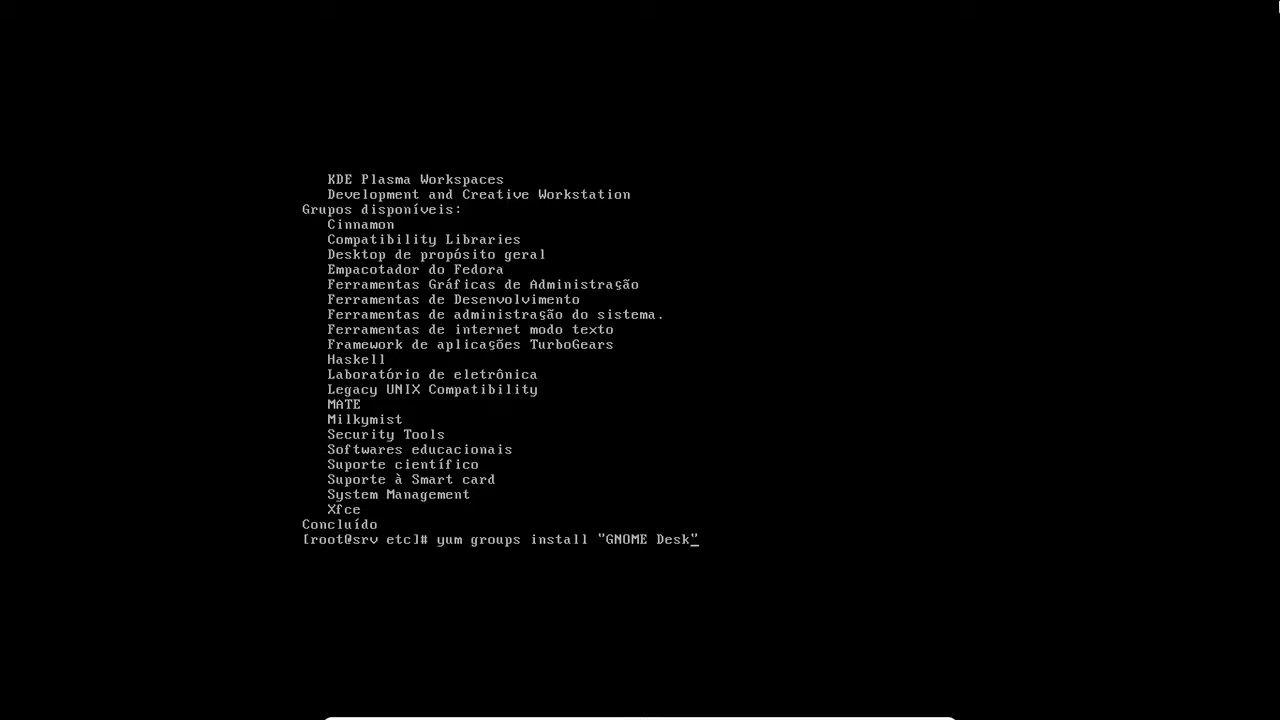 KDE Plasma Workspaces
Development and Creative Workstation
Grupos disponíveis:
Cinnamon
Compatibility Libraries
Desktop de propósito geral
Empacotador do Fedora
Ferramentas Gráficas de Administração
Ferramentas de Desenvolvimento
Ferramentas de administração do sistema.
Ferramentas de internet modo texto
Framework de aplicações TurboGears
Haskell
Laboratório de eletrônica
Legacy UNIX Compatibility
MATE
Milkymist
Security Tools
Softwares educacionais
Suporte científico
Suporte à Smart card
System Management
Xfce
Concluído
[root@srv etc]# yum groups install "GNOME Desk"